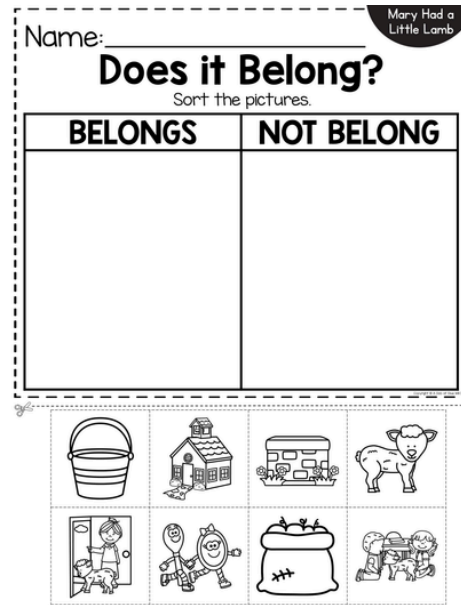 Mary Had a
Little Lamb
Name:
Does it Belong?
Sort the pictures.
BELONGS NOT BELONG